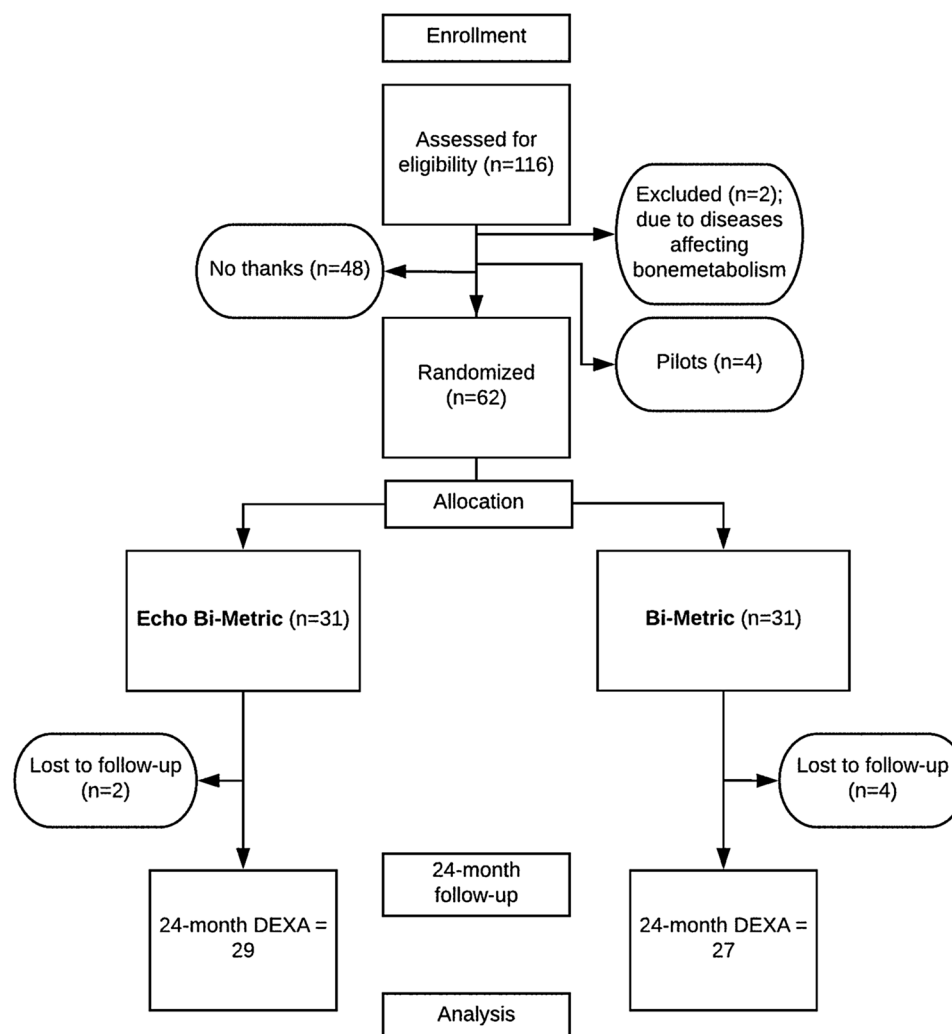 Enrollment
Assessed for
eligibility (n=116)
Excluded (n=2);
due to diseases
affecting
bonemetabolism
No thanks (n=48)
Pilots (n=4)
Randomized
(n=62)
Allocation
Echo Bi-Metric (n=31)
Bi-Metric (n=31)
Lost to follow-up
(n=2)
Lost to follow-up
(n=4)
24-month
follow-up
24-month DEXA =
29
24-month DEXA =
27
Analysis